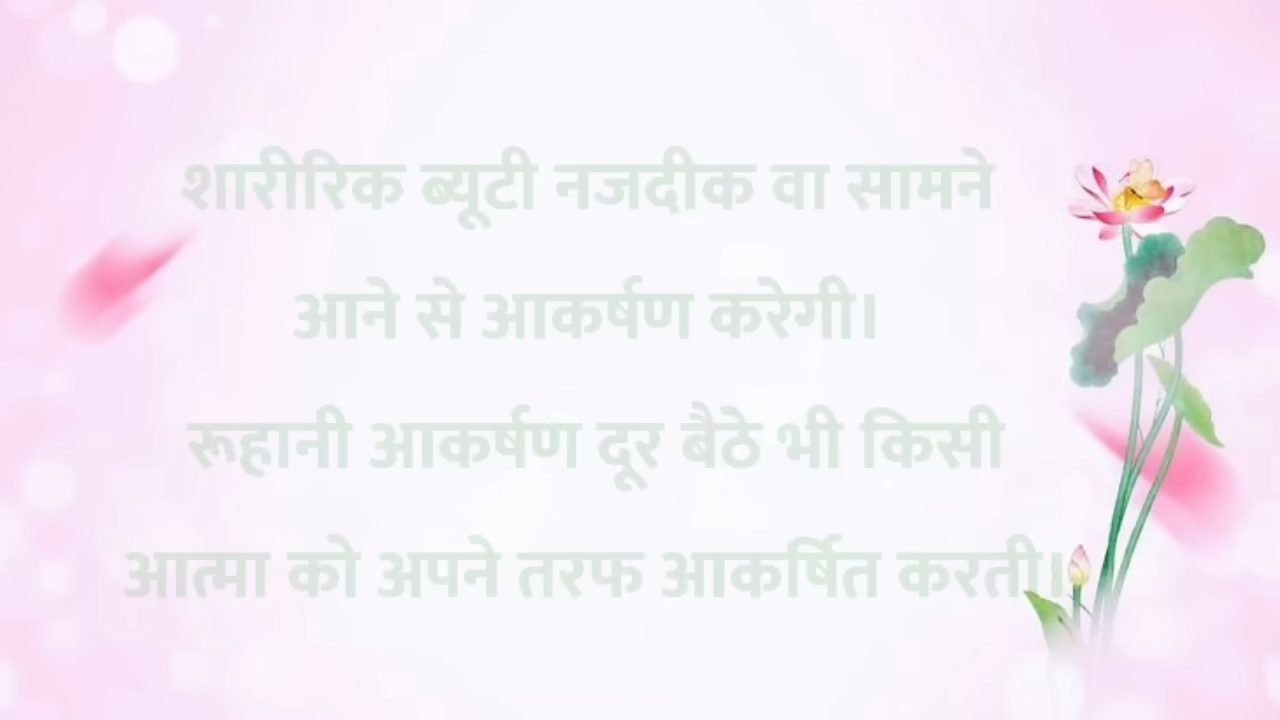 शारीरिक ब्यूटी नजदीक वा सामने
आने से आकर्षण करेगी।
रूहानी आकर्षण दूर बैठे भी किसी
आत्मा को अपने तरफ आकर्षित करती।